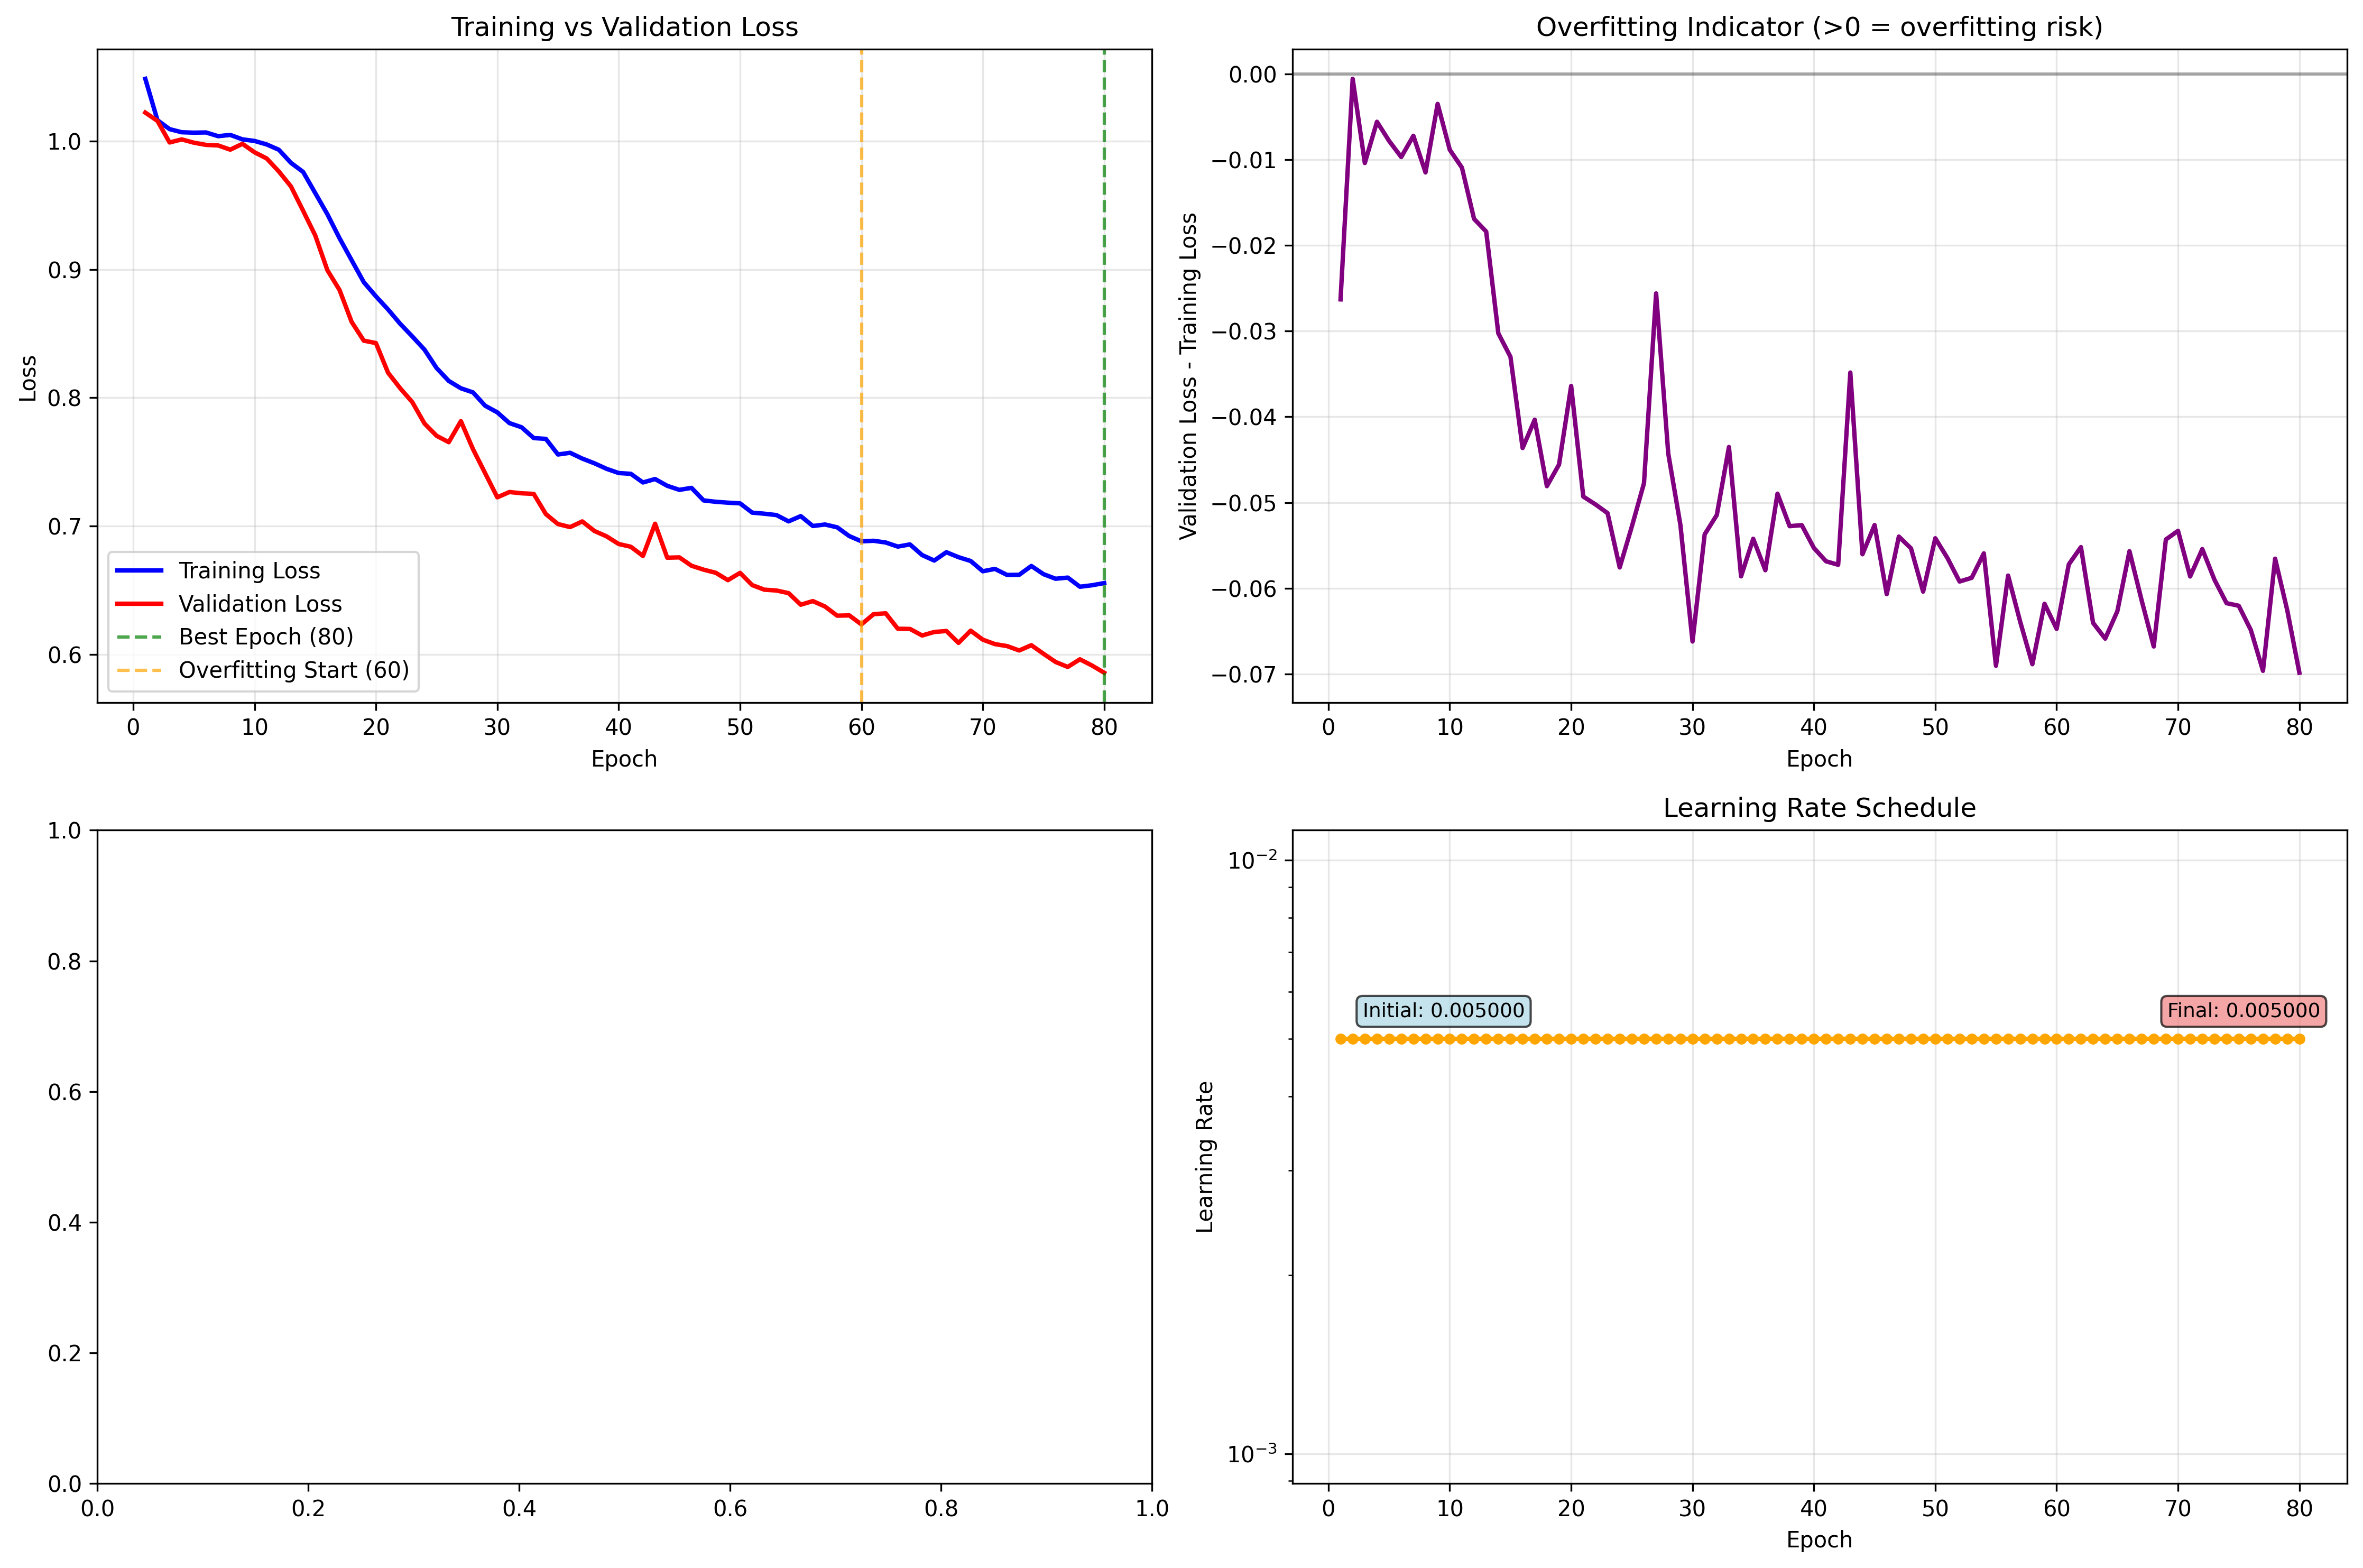 Training vs Validation Loss
Loss
1.0
0.9
0.8
0.7
0.6
Training Loss
Validation Loss
Best Epoch (80)
Overfitting Start (60)
0 10 20 30 40 50 60 70 80
Epoch
Overfitting Indicator (>0 = overfitting risk)
Validation Loss - Training Loss
0.00
−0.01
−0.02
−0.03
−0.04
−0.05
−0.06
−0.07
0 10 20 30 40 50 60 70 80
Epoch
1.0
0.8
0.6
0.4
0.2
0.0
0.0 0.2 0.4 0.6 0.8 1.0
Learning Rate Schedule
Learning Rate
10⁻²
10⁻³
Initial: 0.005000
Final: 0.005000
0 10 20 30 40 50 60 70 80
Epoch